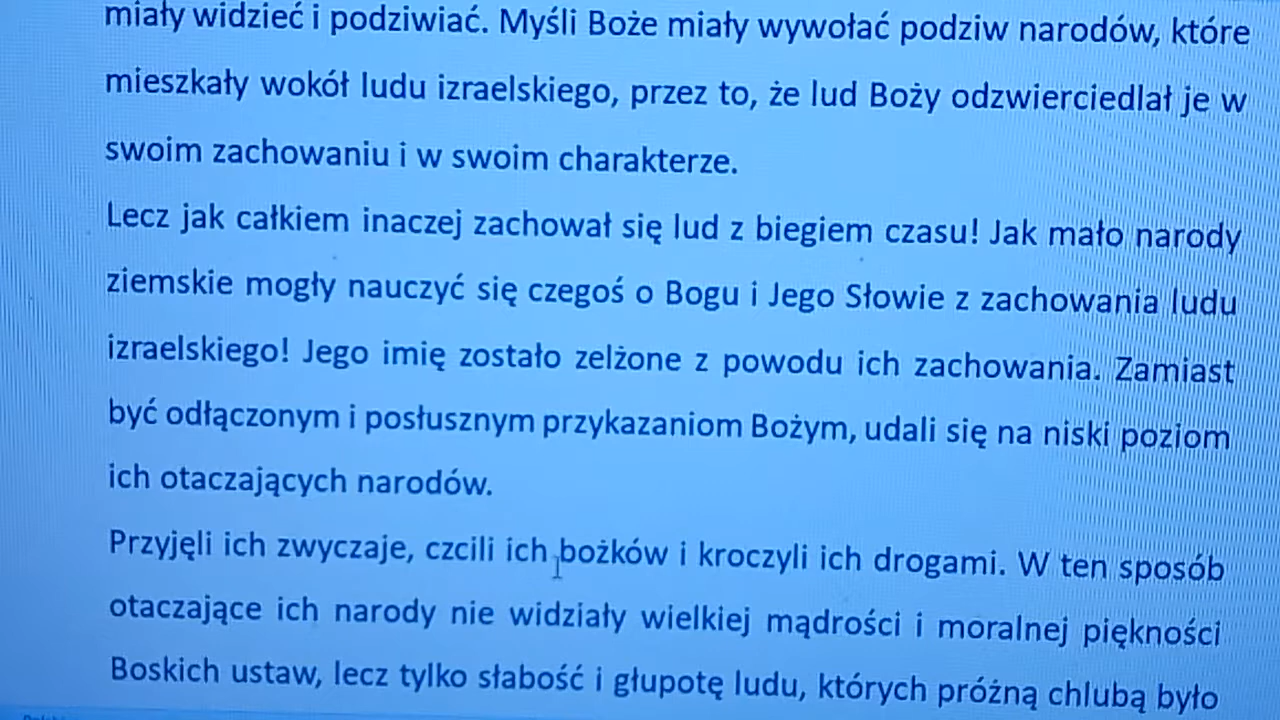 miały widzieć i podziwiać. Myśli Boże miały wywołać podziw narodów, które
mieszkały wokół ludu izraelskiego, przez to, że lud Boży odzwierciedlał je w
swoim zachowaniu i w swoim charakterze.
Lecz jak całkiem inaczej zachował się lud z biegiem czasu! Jak mało narody
ziemskie mogły nauczyć się czegoś o Bogu i Jego Słowie z zachowania ludu
izraelskiego! Jego imię zostało zelżone z powodu ich zachowania. Zamiast
być odłączonym i posłusznym przykazaniom Bożym, udali się na niski poziom
ich otaczających narodów.
Przyjęli ich zwyczaje, czcili ich bożków i kroczyli ich drogami. W ten sposób
otaczające ich narody nie widziały wielkiej mądrości i moralnej piękności
Boskich ustaw, lecz tylko słabość i głupotę ludu, których próżną chlubą było